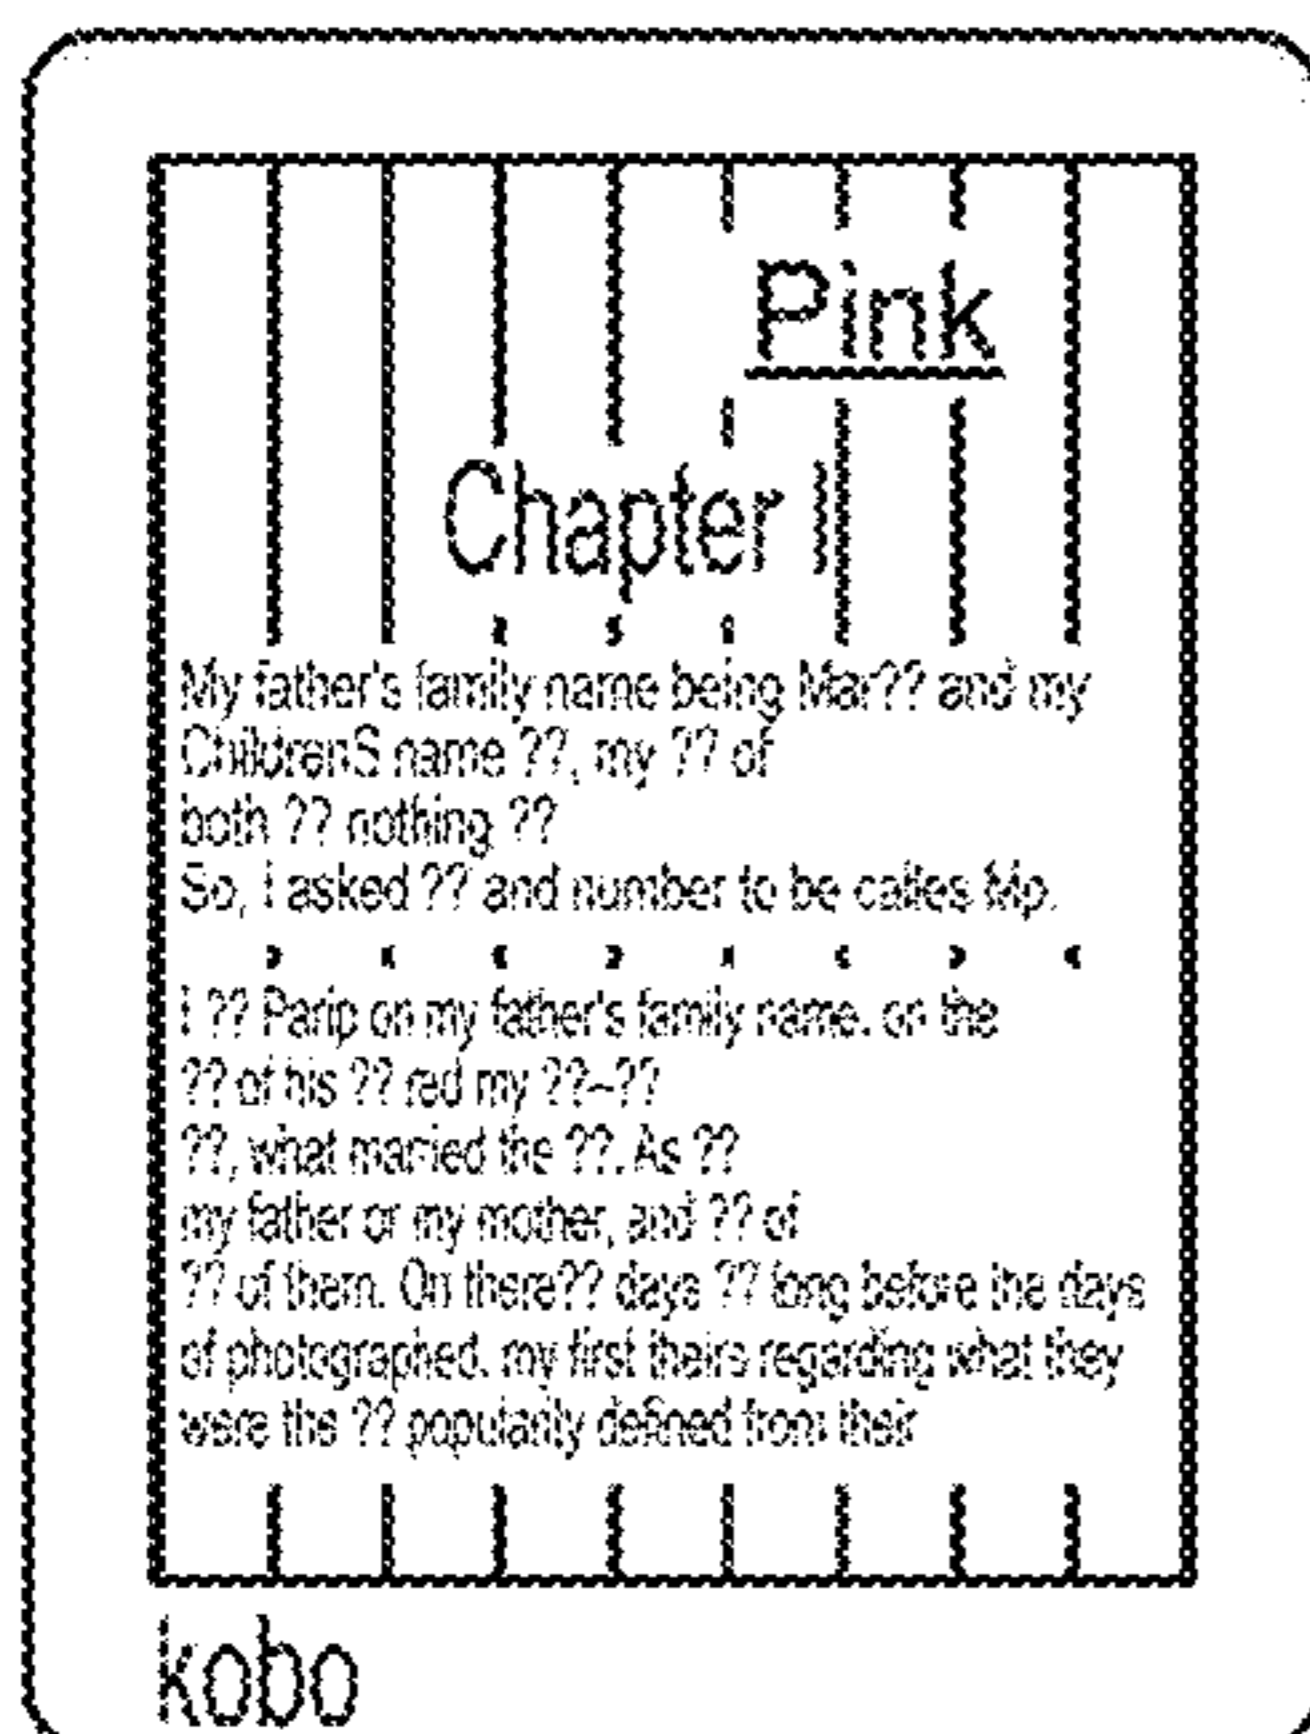 Pink
Chapter I
My father's family name being Mar?? and my
ChildrenS name ??, my ?? of
both ?? nothing ??
So, I asked ?? and number to be calles Mp.
I ?? Parip on my father's family name. on the
?? of his ?? red my ??–??
??, what married the ??. As ??
my father or my mother, and ?? of
?? of them. On there?? days ?? long before the days
of photographed. my first theirs regarding what they
were the ?? popularily defined from their
kobo